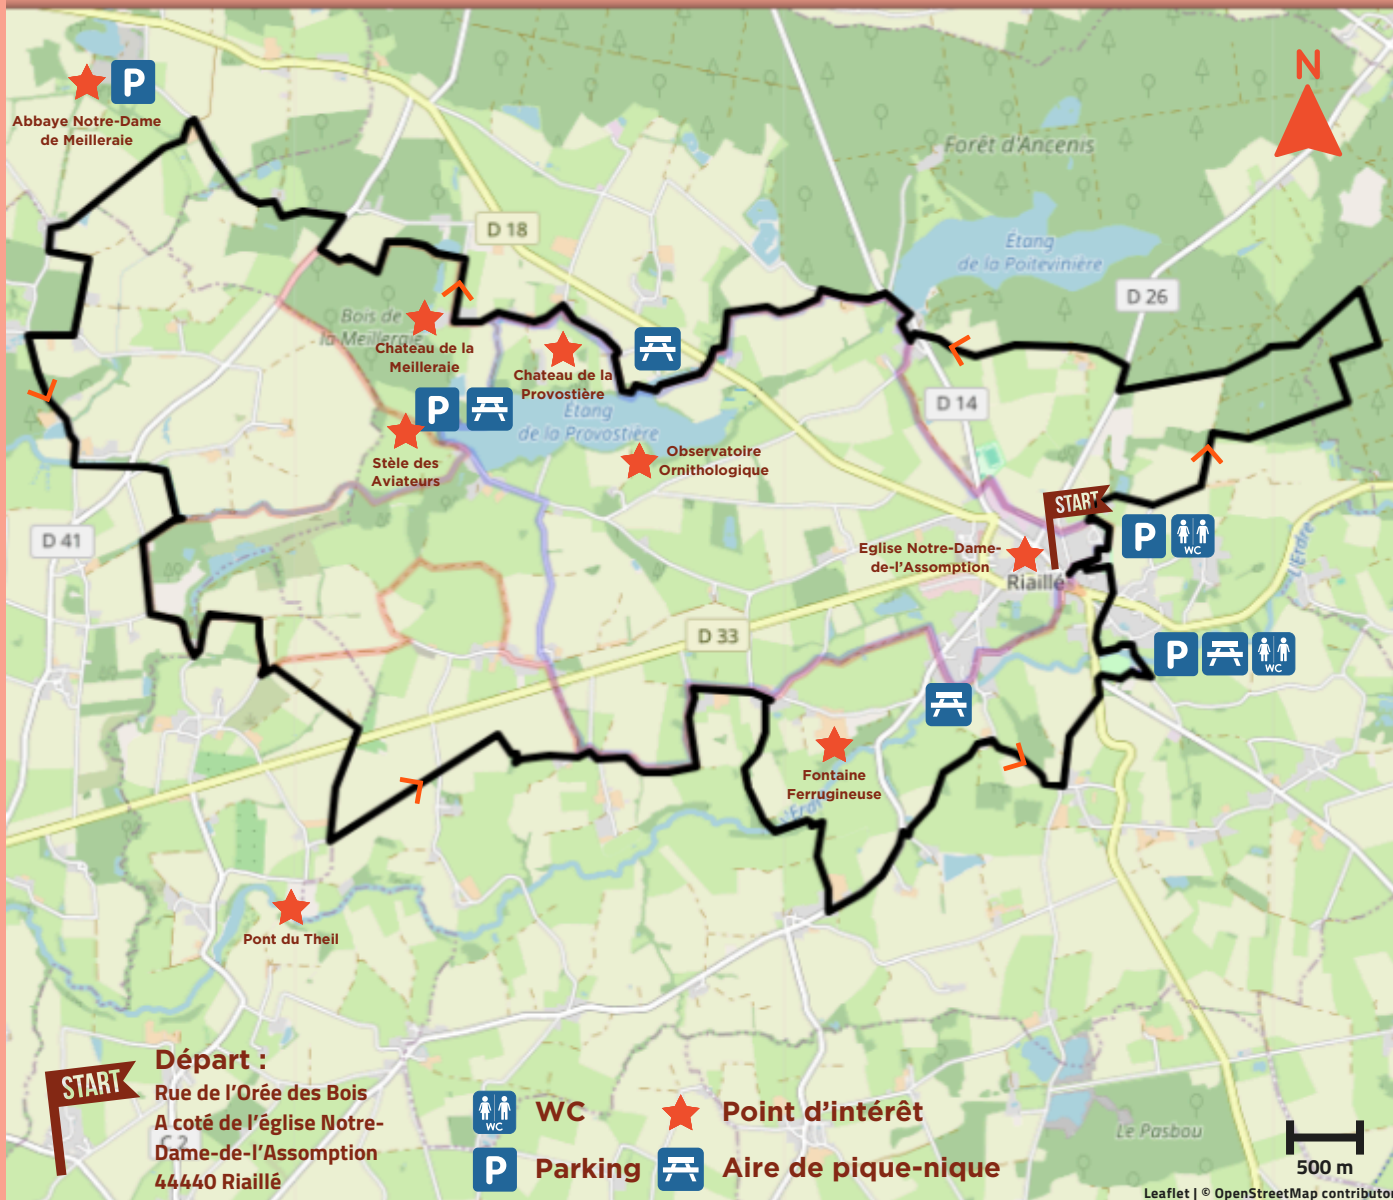 N
P
Abbaye Notre-Dame
de Meilleraie
Forêt d'Ancenis
D 18
Étang
de la Poitevinière
D 26
Bois de
la Meilleraie
Chateau de la
Meilleraie
Chateau de la
Provostière
P
D 14
Étang
de la Provostière
Stèle des
Aviateurs
Observatoire
Ornithologique
START
D 41
P
WC
Eglise Notre-Dame-
de-l'Assomption
Riaillé
L'Erdre
D 33
P
WC
Fontaine
Ferrugineuse
Pont du Theil
START
Départ :
Rue de l'Orée des Bois
A coté de l'église Notre-
Dame-de-l'Assomption
44440 Riaillé
C 2
WC
WC
Point d'intérêt
P
Parking
Aire de pique-nique
Le Pasbou
500 m
Leaflet | © OpenStreetMap contributo